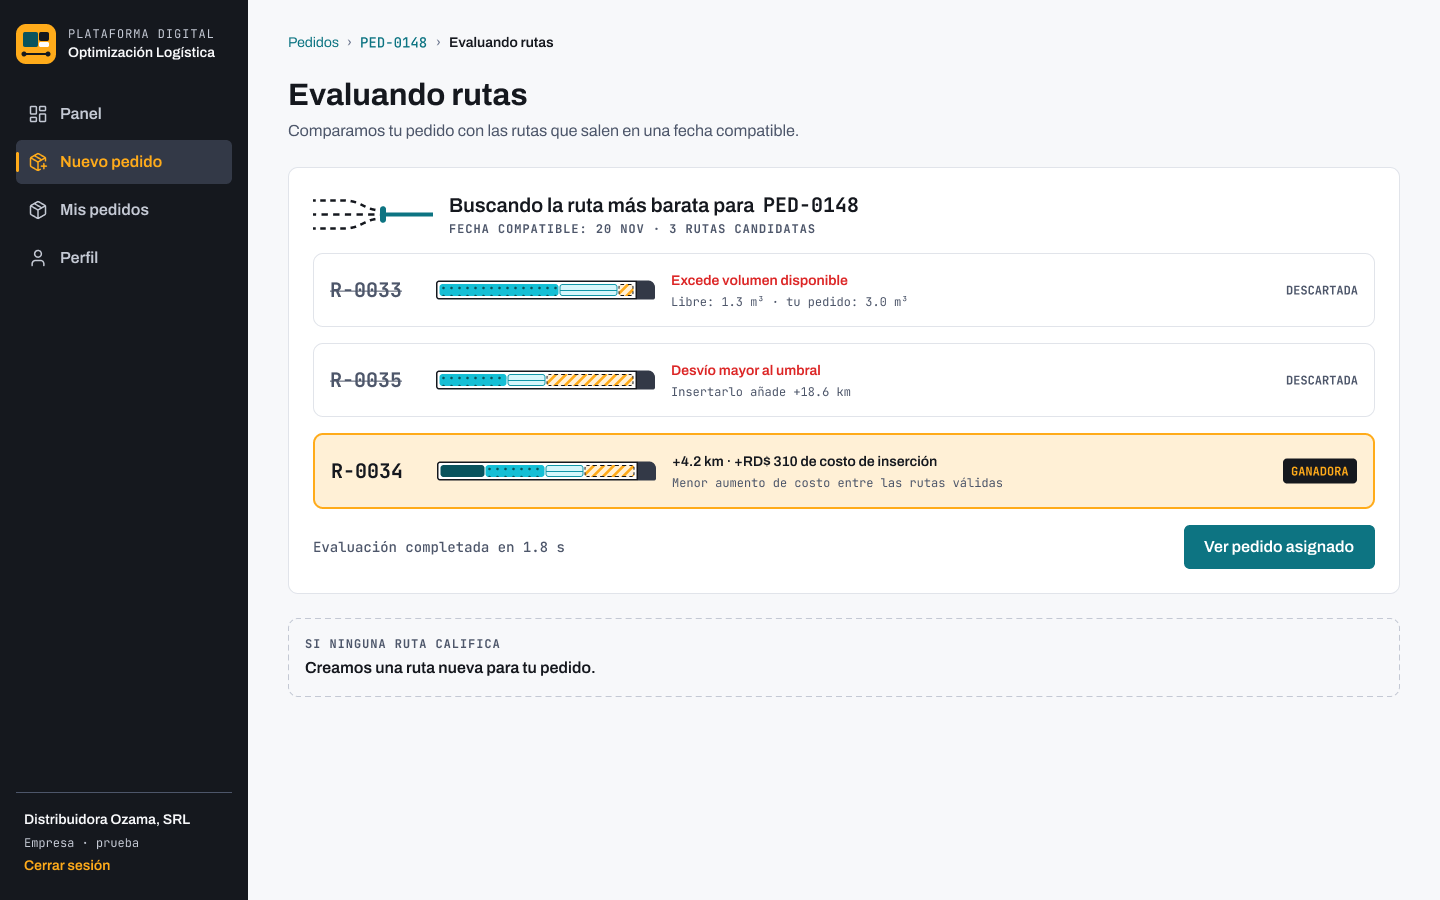 PLATAFORMA DIGITAL
Optimización Logística
Panel
Nuevo pedido
Mis pedidos
Perfil
Distribuidora Ozama, SRL
Empresa · prueba
Cerrar sesión
Pedidos › PED-0148 › Evaluando rutas
Evaluando rutas
Comparamos tu pedido con las rutas que salen en una fecha compatible.
Buscando la ruta más barata para PED-0148
FECHA COMPATIBLE: 20 NOV · 3 RUTAS CANDIDATAS
R-0033
Excede volumen disponible
Libre: 1.3 m³ · tu pedido: 3.0 m³
DESCARTADA
R-0035
Desvío mayor al umbral
Insertarlo añade +18.6 km
DESCARTADA
R-0034
+4.2 km · +RD$ 310 de costo de inserción
Menor aumento de costo entre las rutas válidas
GANADORA
Evaluación completada en 1.8 s
Ver pedido asignado
SI NINGUNA RUTA CALIFICA
Creamos una ruta nueva para tu pedido.